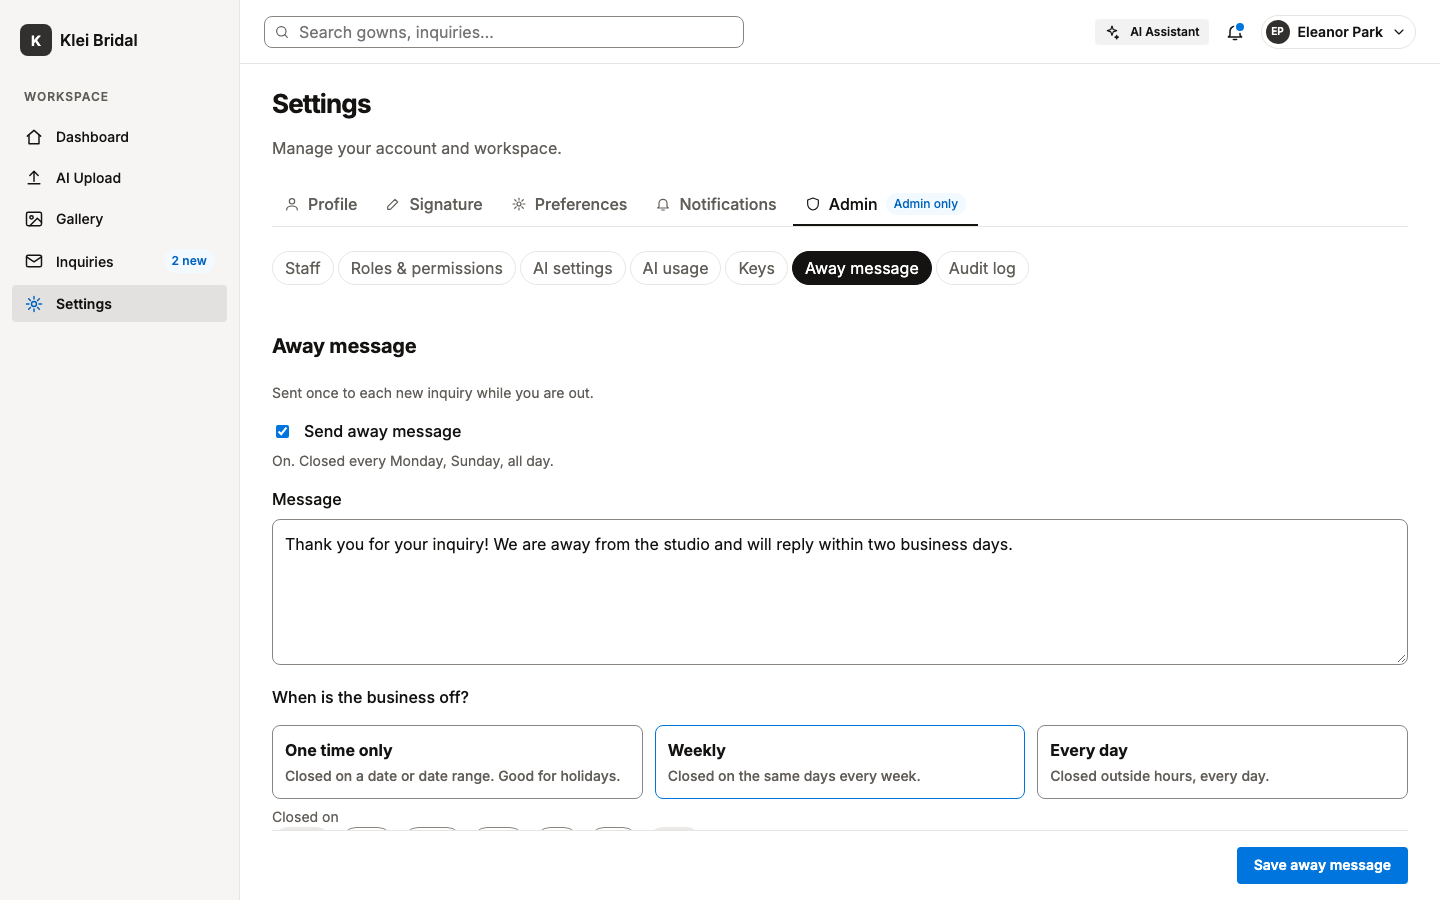 K Klei Bridal
Search gowns, inquiries...
AI Assistant
EP Eleanor Park
WORKSPACE
Dashboard
AI Upload
Gallery
Inquiries 2 new
Settings
Settings
Manage your account and workspace.
Profile Signature Preferences Notifications Admin Admin only
Staff Roles & permissions AI settings AI usage Keys Away message Audit log
Away message
Sent once to each new inquiry while you are out.
Send away message
On. Closed every Monday, Sunday, all day.
Message
Thank you for your inquiry! We are away from the studio and will reply within two business days.
When is the business off?
One time only
Closed on a date or date range. Good for holidays.
Weekly
Closed on the same days every week.
Every day
Closed outside hours, every day.
Closed on
Save away message